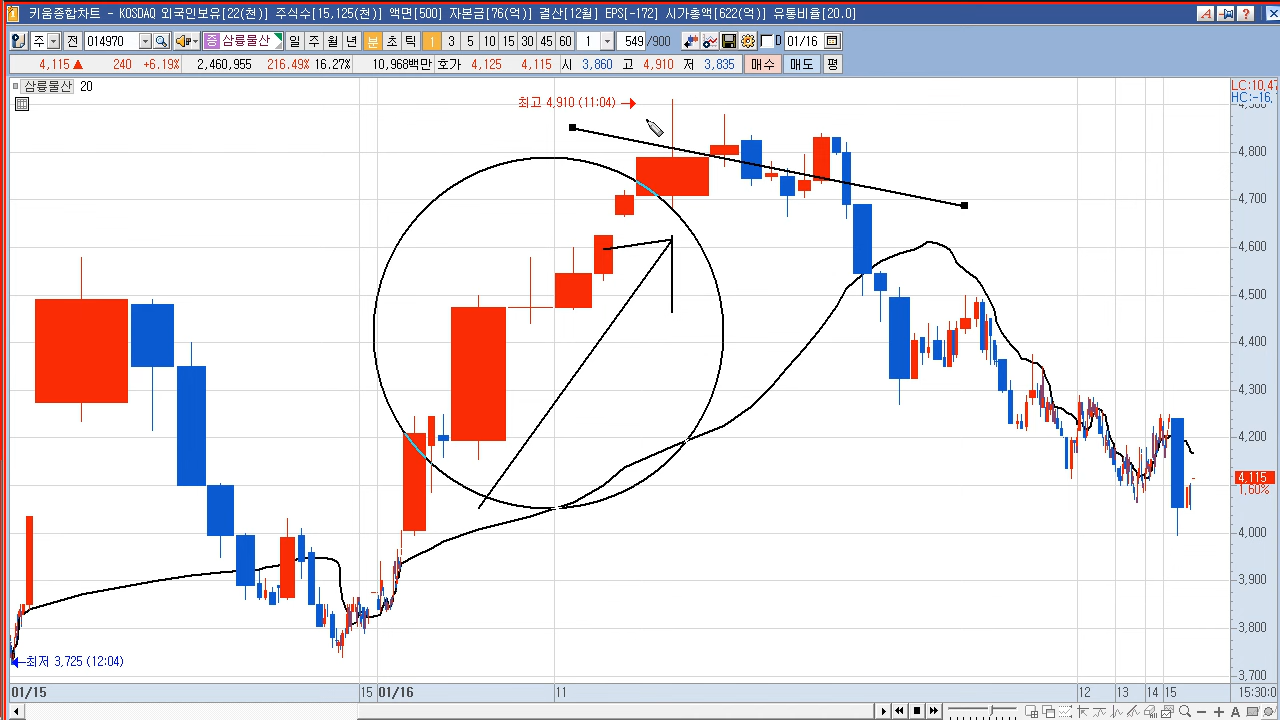 키움종합차트 - KOSDAQ 외국인보유[22(천)] 주식수[15,125(천)] 액면[500] 자본금[76(억)] 결산[12월] EPS[-172] 시가총액[622(억)] 유통비율[20.0]
주 전 014970 증 삼륭물산 일 주 월 년 분 초 틱 1 3 5 10 15 30 45 60 1 549 /900 D 01/16
4,115 ▲ 240 +6.19% 2,460,955 216.49% 16.27% 10,968백만 호가 4,125 4,115 시 3,860 고 4,910 저 3,835 매수 매도 평
삼륭물산 20
LC:10,47
HC:-16,
최고 4,910 (11:04) →
4,800
4,700
4,600
4,500
4,400
4,300
4,200
4,115
1,60%
4,000
3,900
3,800
3,700
←최저 3,725 (12:04)
01/15 15 01/16 11 12 13 14 15 15:30:0